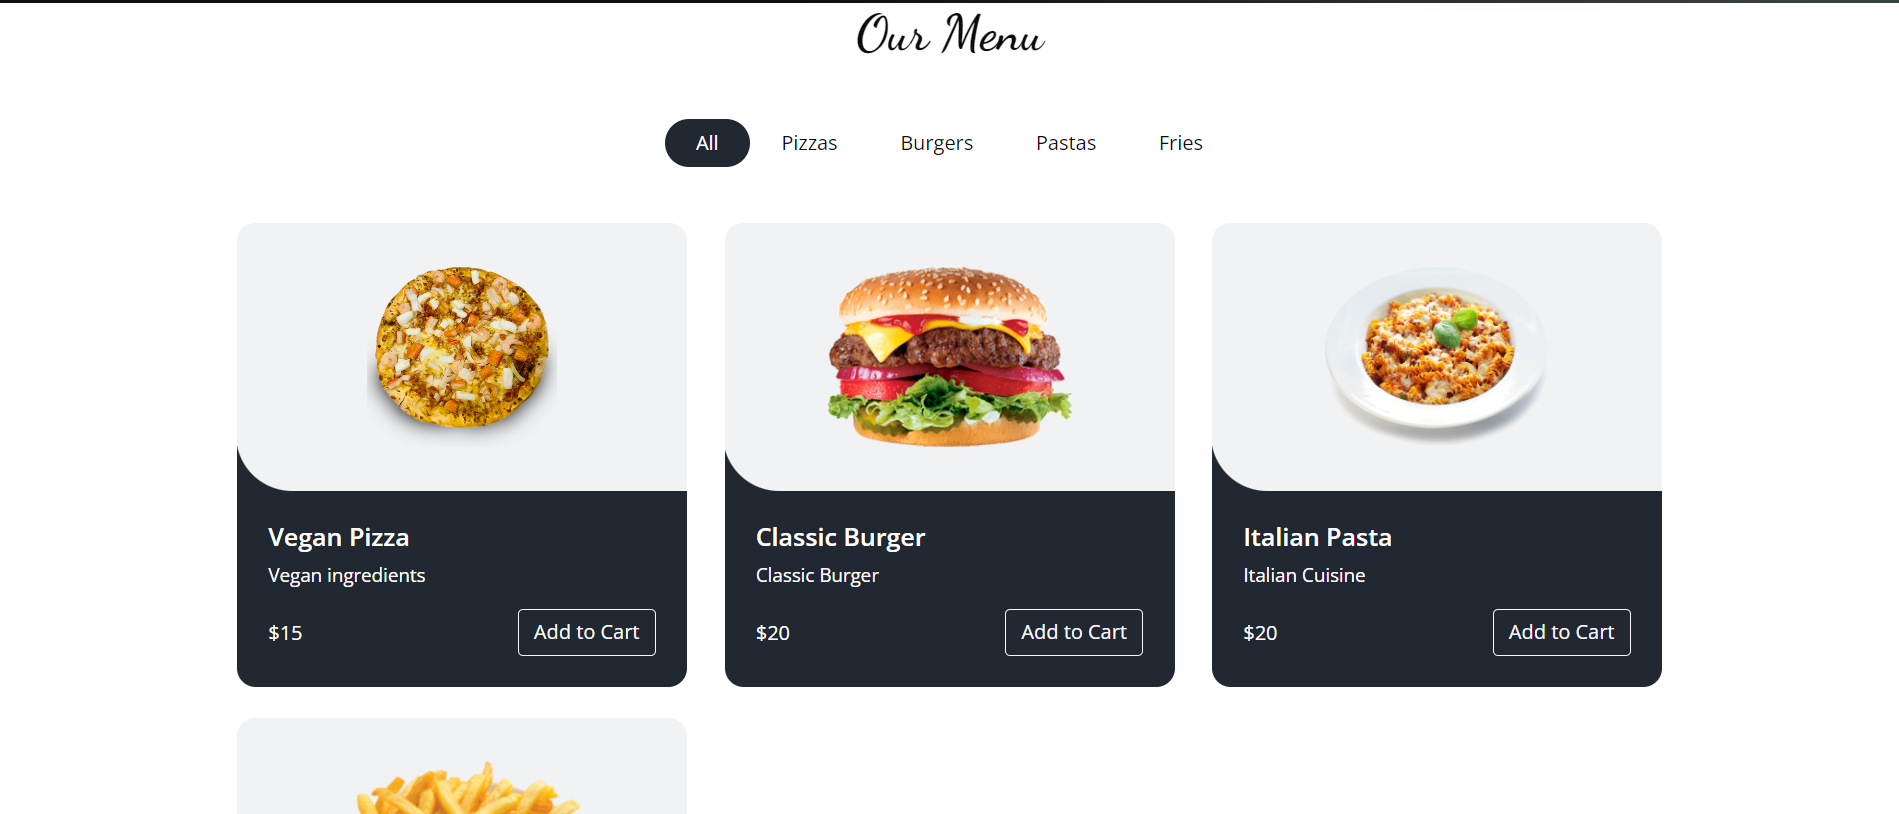 Our Menu
All Pizzas Burgers Pastas Fries
Vegan Pizza
Vegan ingredients
$15 Add to Cart
Classic Burger
Classic Burger
$20 Add to Cart
Italian Pasta
Italian Cuisine
$20 Add to Cart